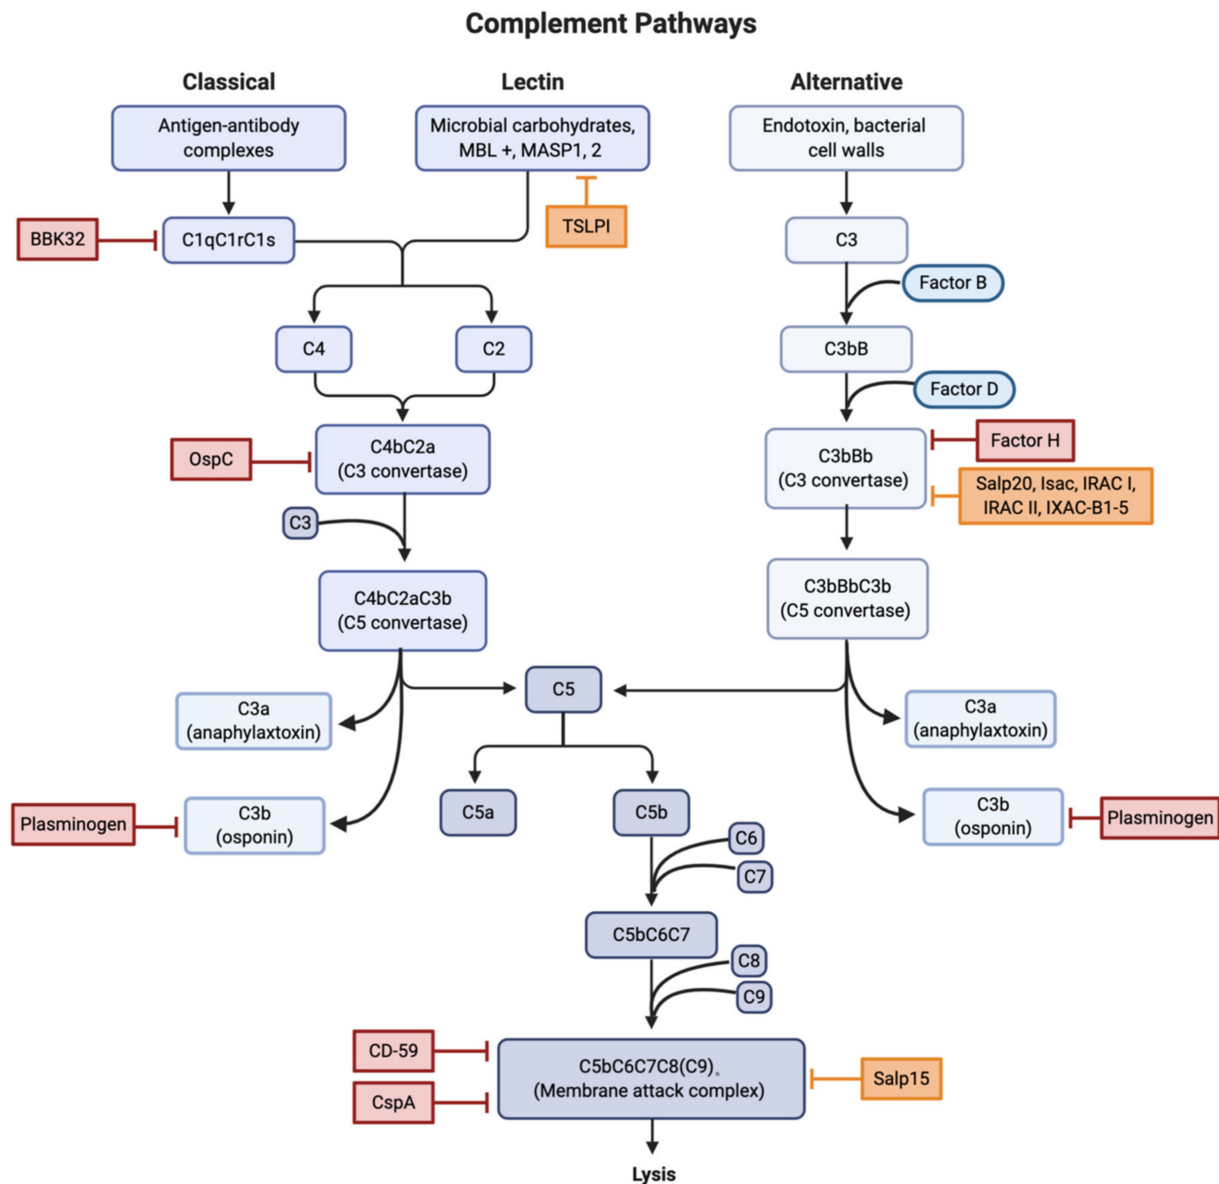 Complement Pathways
Classical
Lectin
Alternative
Antigen-antibody
complexes
Microbial carbohydrates,
MBL +, MASP1, 2
Endotoxin, bacterial
cell walls
BBK32
C1qC1rC1s
TSLPI
C3
Factor B
C4
C2
C3bB
Factor D
OspC
C4bC2a
(C3 convertase)
C3bBb
(C3 convertase)
Factor H
Salp20, Isac, IRAC I,
IRAC II, IXAC-B1-5
C3
C4bC2aC3b
(C5 convertase)
C3bBbC3b
(C5 convertase)
C5
C3a
(anaphylaxtoxin)
C3a
(anaphylaxtoxin)
C5a
C5b
Plasminogen
C3b
(osponin)
C3b
(osponin)
Plasminogen
C6
C7
C5bC6C7
C8
C9
CD-59
CspA
C5bC6C7C8(C9)n
(Membrane attack complex)
Salp15
Lysis